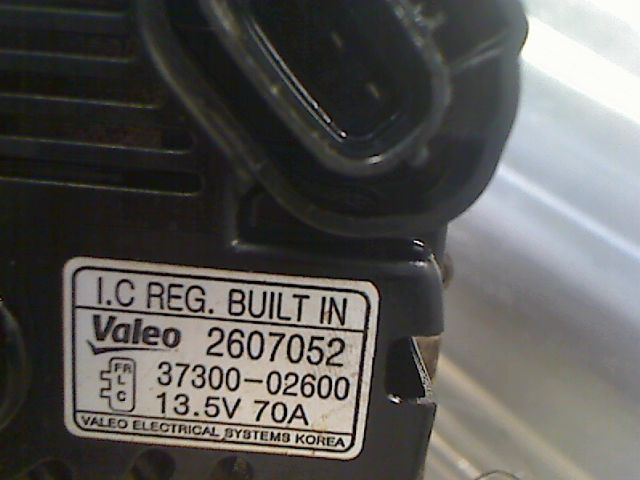 I.C REG. BUILT IN
Valeo 2607052
FR
L
C
37300-02600
13.5V 70A
VALEO ELECTRICAL SYSTEMS KOREA